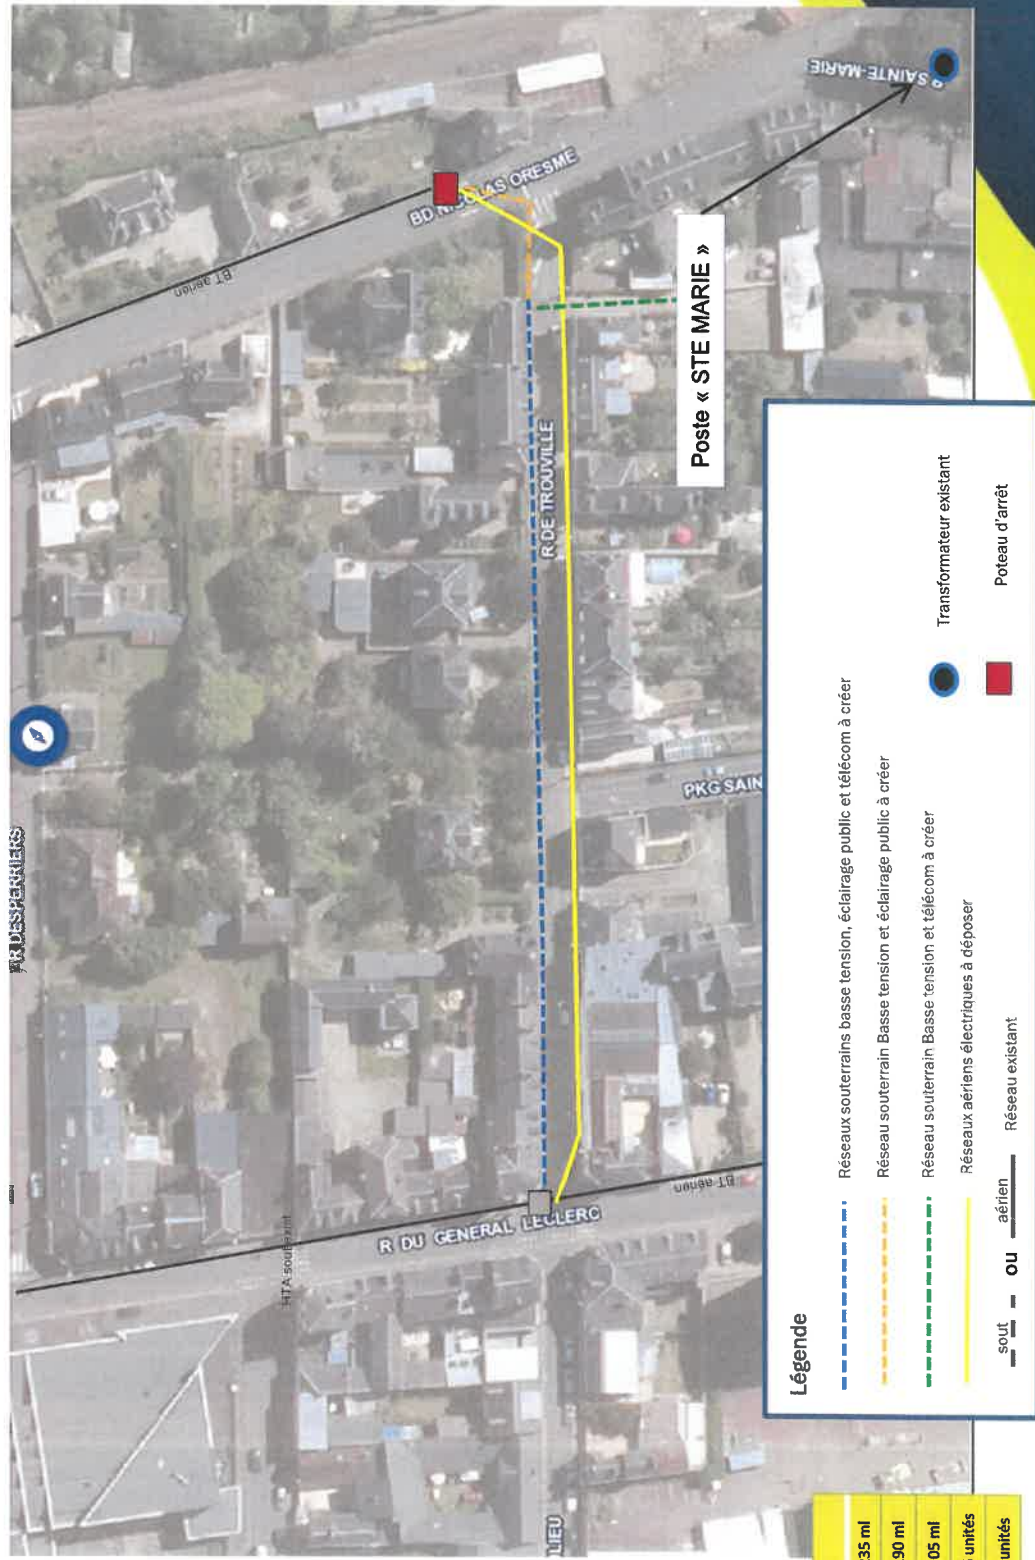 R DESPERRIERS
BT aérien
BD NICOLAS ORESME
R SAINTE-MARIE
Poste « STE MARIE »
R DE TROUVILLE
PKG SAIN
HTA souterraint
R DU GENERAL LECLERC
BT aérien
LIEU
Légende
Réseaux souterrains basse tension, éclairage public et télécom à créer
Réseau souterrain Basse tension et éclairage public à créer
Réseau souterrain Basse tension et télécom à créer
Réseaux aériens électriques à déposer
sout ou aérien Réseau existant
Transformateur existant
Poteau d'arrêt
35 ml
90 ml
05 ml
unités
unités